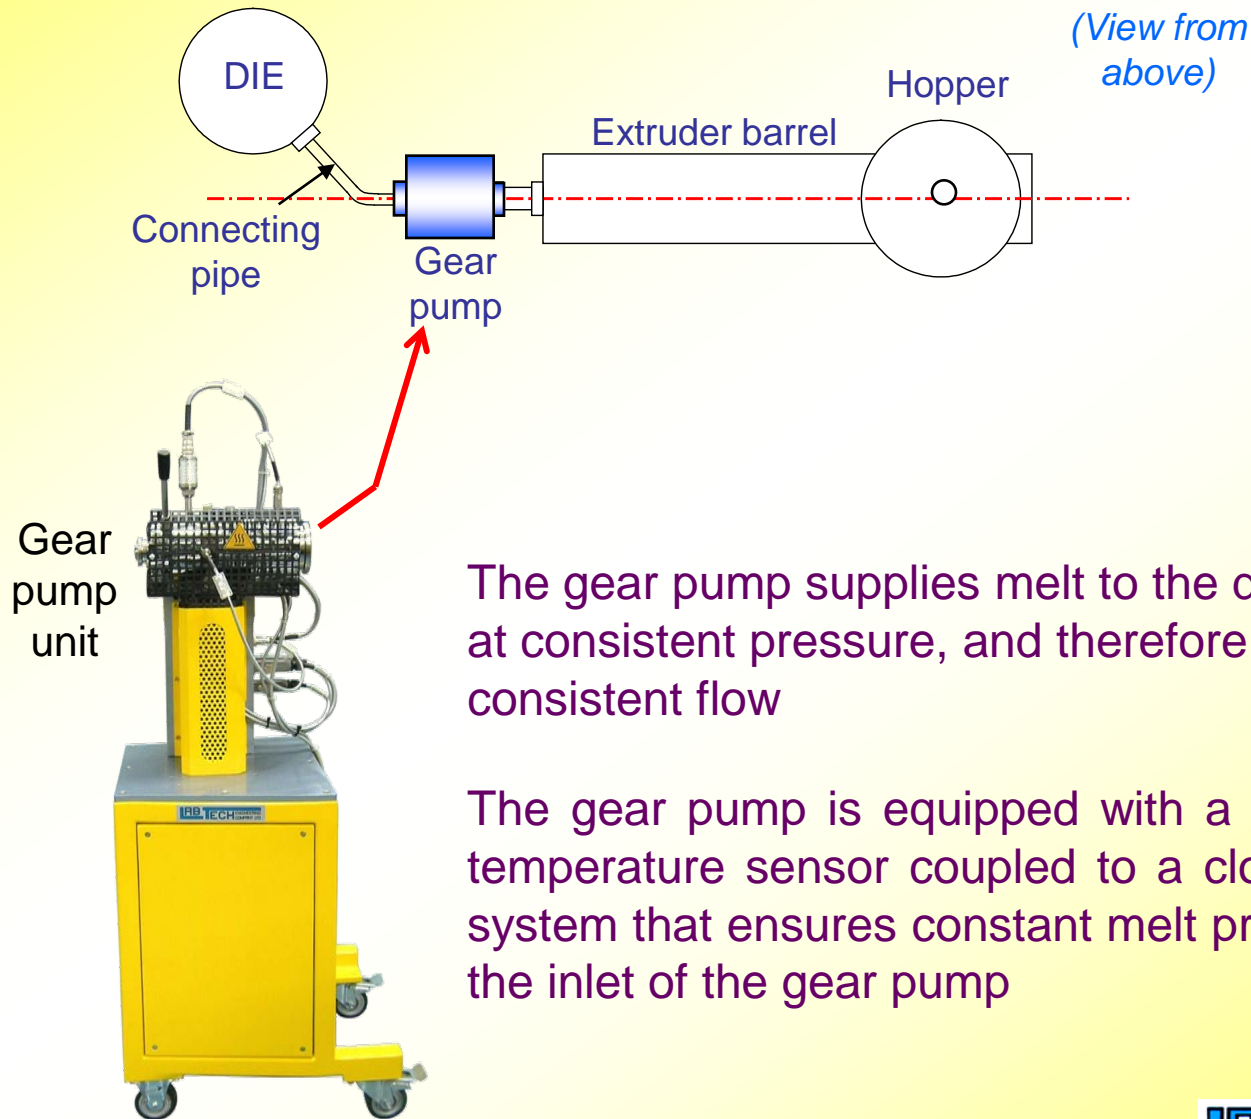 (View from
above)
DIE
Hopper
Extruder barrel
Connecting
pipe
Gear
pump
Gear
pump
unit
The gear pump supplies melt to the
at consistent pressure, and therefore
consistent flow
The gear pump is equipped with a
temperature sensor coupled to a
system that ensures constant melt
the inlet of the gear pump
LABTECH